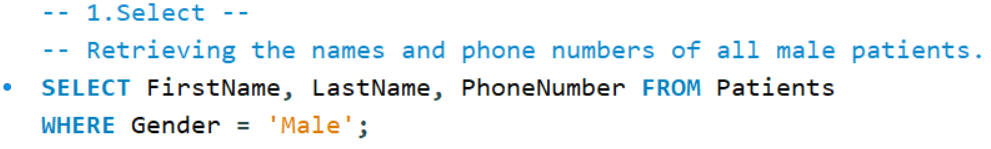 -- 1.Select --
-- Retrieving the names and phone numbers of all male patients.
SELECT FirstName, LastName, PhoneNumber FROM Patients
WHERE Gender = 'Male';